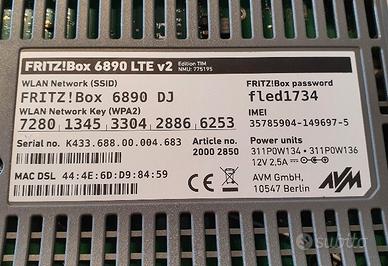 FRITZ!Box 6890 LTE v2 Edition TIM
NMU: 775195
WLAN Network (SSID)
FRITZ!Box 6890 DJ
WLAN Network Key (WPA2)
7280 1345 3304 2886 6253
FRITZ!Box password
fled1734
IMEI
35785904-149697-5
Serial no. K433.688.00.004.683
Article no.
2000 2850
Power units
311P0W134 · 311P0W136
12V 2.5A
MAC DSL 44:4E:6D:D9:84:59
CE
AVM GmbH,
10547 Berlin
AVM
subito